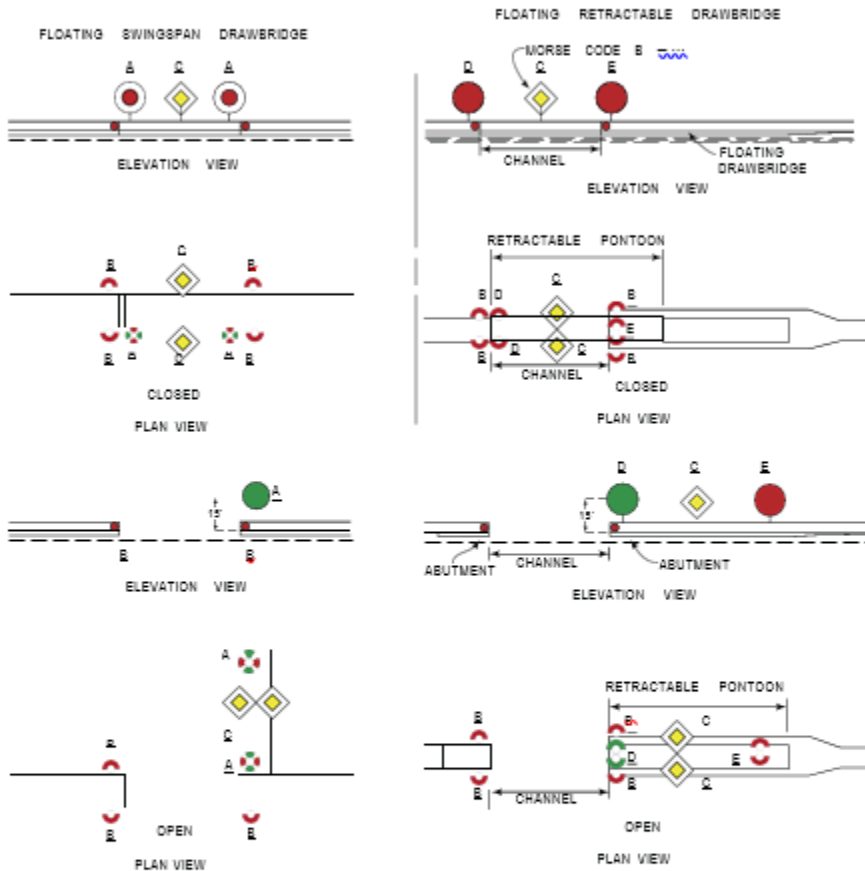 FLOATING SWINGSPAN DRAWBRIDGE
A C A
ELEVATION VIEW
B C B
B A C A B
CLOSED
PLAN VIEW
A
15'
B B
ELEVATION VIEW
A
C
B A
B B
OPEN
PLAN VIEW
FLOATING RETRACTABLE DRAWBRIDGE
MORSE CODE B —...
D C E
CHANNEL
FLOATING
DRAWBRIDGE
ELEVATION VIEW
RETRACTABLE PONTOON
C
B D B
E
B D C B
CHANNEL
CLOSED
PLAN VIEW
D C E
15'
ABUTMENT CHANNEL ABUTMENT
ELEVATION VIEW
RETRACTABLE PONTOON
B B C
D E
B B C
CHANNEL
OPEN
PLAN VIEW